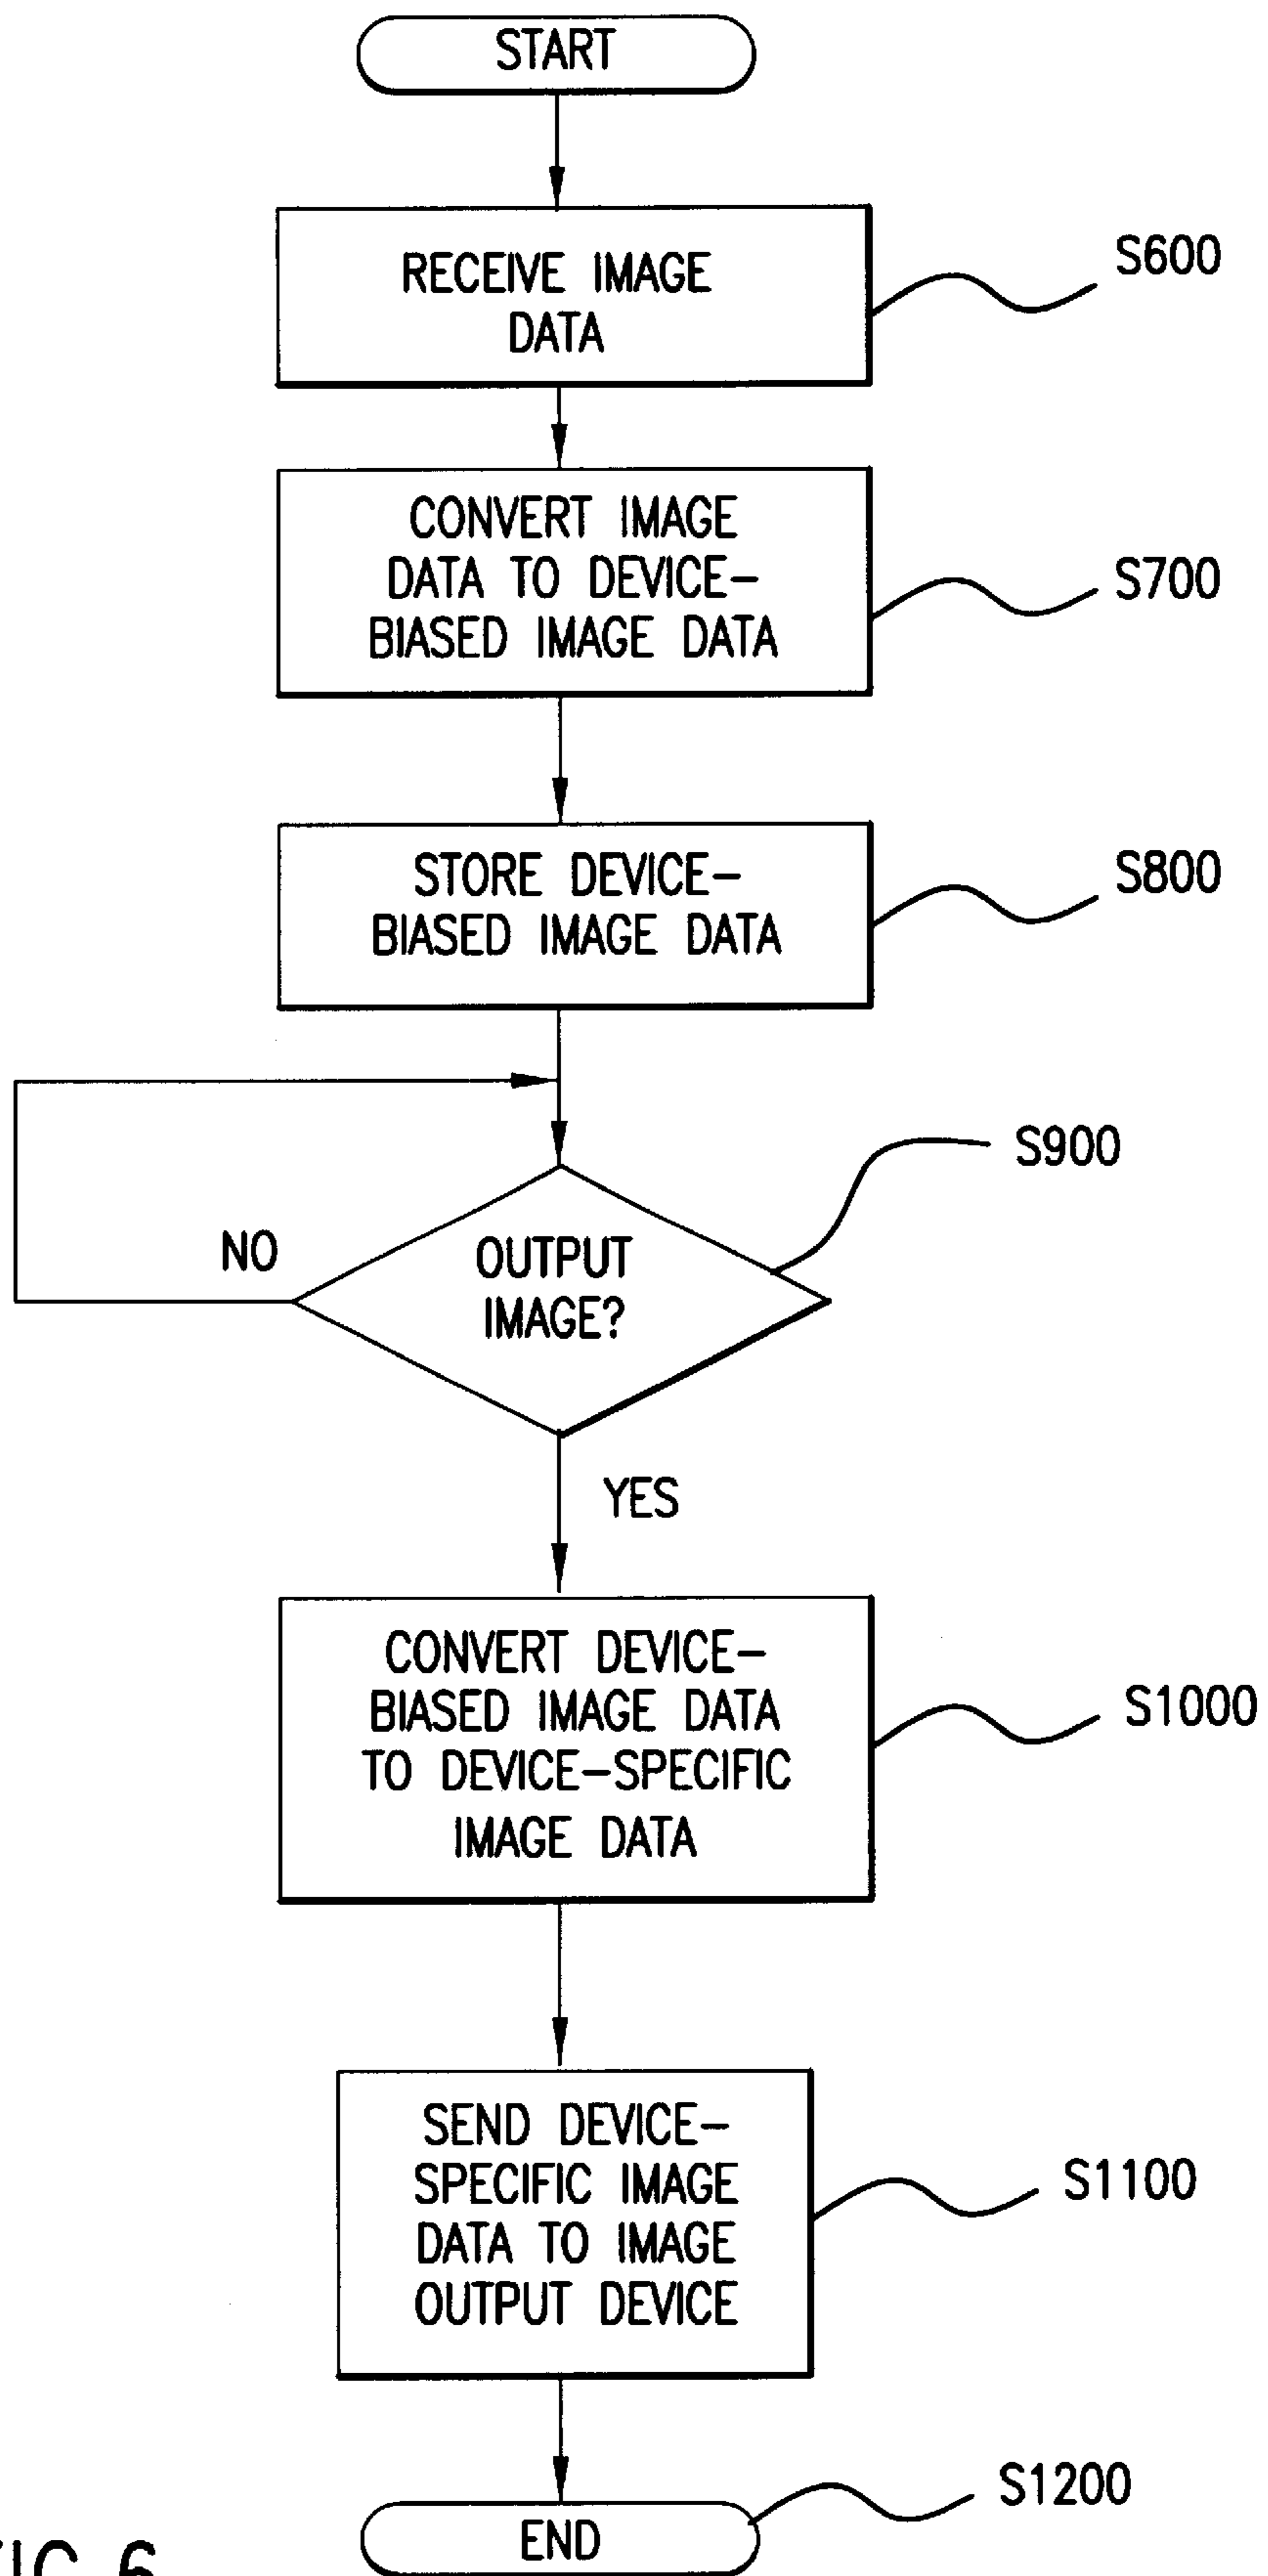 START
RECEIVE IMAGE
DATA
S600
CONVERT IMAGE
DATA TO DEVICE-
BIASED IMAGE DATA
S700
STORE DEVICE-
BIASED IMAGE DATA
S800
S900
NO
OUTPUT
IMAGE?
YES
CONVERT DEVICE-
BIASED IMAGE DATA
TO DEVICE-SPECIFIC
IMAGE DATA
S1000
SEND DEVICE-
SPECIFIC IMAGE
DATA TO IMAGE
OUTPUT DEVICE
S1100
S1200
END
FIG.6